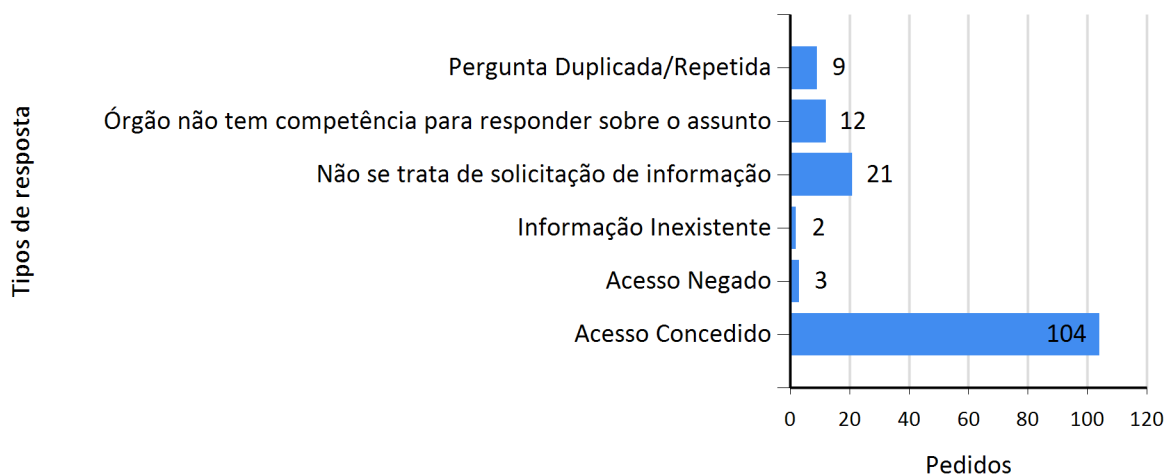 Tipos de resposta
Pergunta Duplicada/Repetida 9
Órgão não tem competência para responder sobre o assunto 12
Não se trata de solicitação de informação 21
Informação Inexistente 2
Acesso Negado 3
Acesso Concedido 104
0 20 40 60 80 100 120
Pedidos